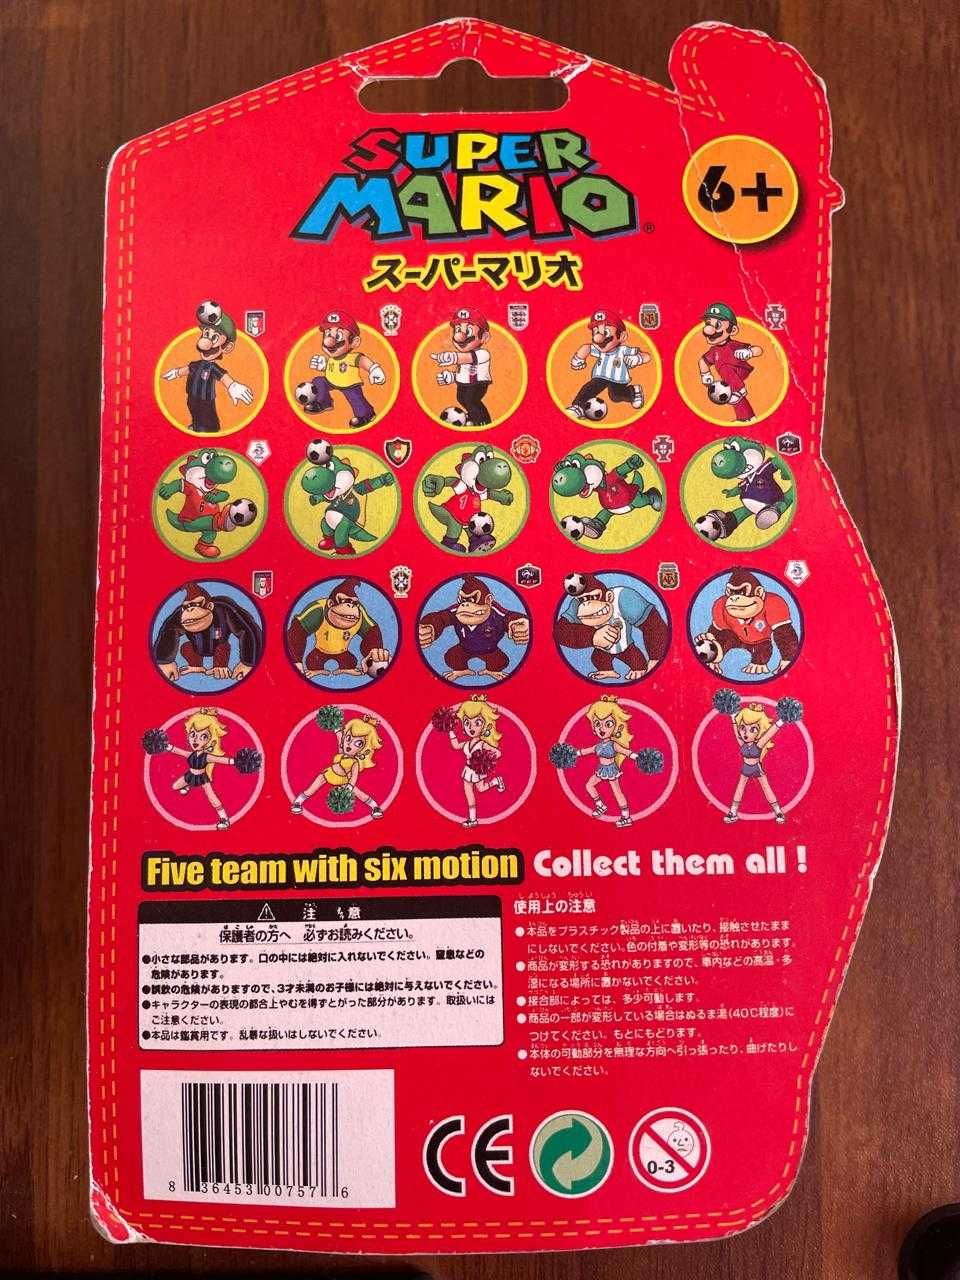 SUPER
MARIO®
6+
スーパーマリオ
Five team with six motion Collect them all !
注意
保護者の方へ 必ずお読みください。
●小さな部品があります。口の中には絶対に入れないでください。窒息などの
危険があります。
●誤飲の危険がありますので、3才未満のお子様には絶対に与えないでください。
●キャラクターの表現の都合上やむを得ずとがった部分があります。取扱いには
ご注意ください。
●本品は鑑賞用です。乱暴な扱いはしないでください。
使用上の注意
●本品をプラスチック製品の上に置いたり、接触させたまま
にしないでください。色の付着や変形等の恐れがあります。
●商品が変形する恐れがありますので、車内などの高温・多
湿になる場所に置かないでください。
●接合部によっては、多少可動します。
●商品の一部が変形している場合はぬるま湯(40C程度)に
つけてください。もとにもどります。
●本体の可動部分を無理な方向へ引っ張ったり、曲げたりし
ないでください。
8 36453 00757 6
CE
0-3